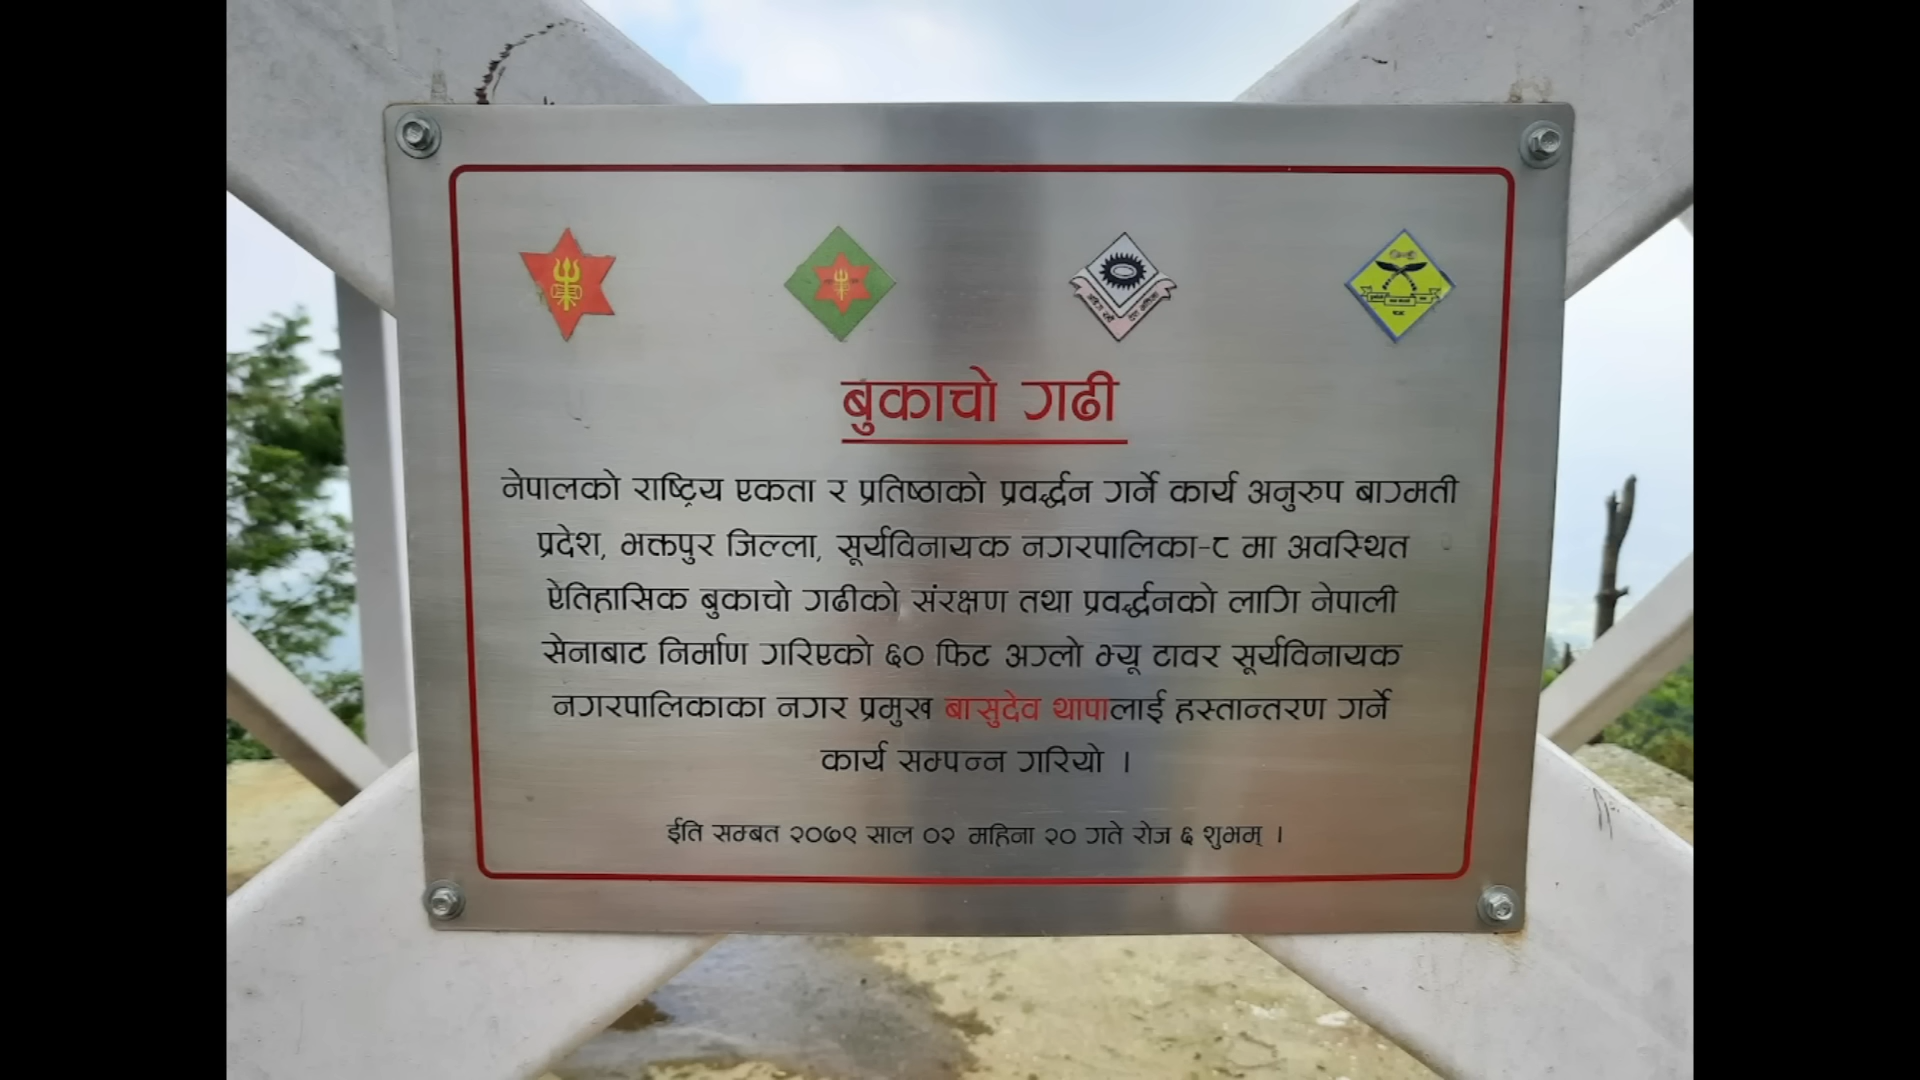 बुकाचो गढी
नेपालको राष्ट्रिय एकता र प्रतिष्ठाको प्रवर्द्धन गर्ने कार्य अनुरुप बाग्मती
प्रदेश, भक्तपुर जिल्ला, सूर्यविनायक नगरपालिका-८ मा अवस्थित
ऐतिहासिक बुकाचो गढीको संरक्षण तथा प्रवर्द्धनको लागि नेपाली
सेनाबाट निर्माण गरिएको ६० फिट अग्लो भ्यू टावर सूर्यविनायक
नगरपालिकाका नगर प्रमुख बासुदेव थापालाई हस्तान्तरण गर्ने
कार्य सम्पन्न गरियो ।
ईति सम्बत २०७९ साल ०२ महिना २० गते रोज ६ शुभम् ।